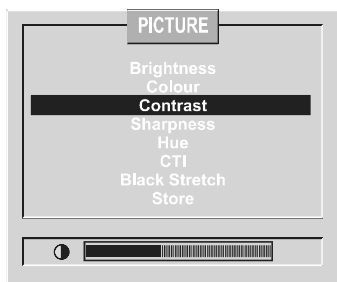 PICTURE
Brightness
Colour
Contrast
Sharpness
Hue
CTI
Black Stretch
Store